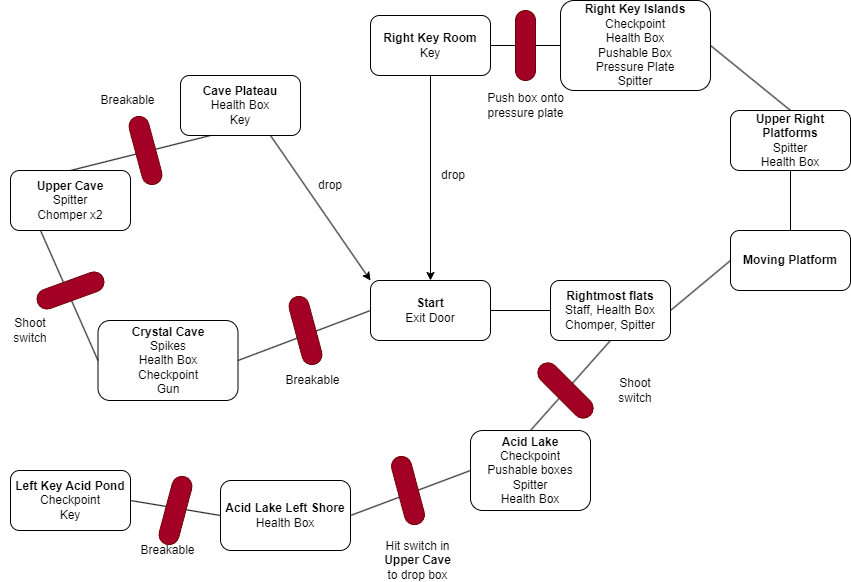 Right Key Islands
Checkpoint
Health Box
Pushable Box
Pressure Plate
Spitter
Right Key Room
Key
Push box onto
pressure plate
Cave Plateau
Health Box
Key
Breakable
Upper Right
Platforms
Spitter
Health Box
drop
drop
Upper Cave
Spitter
Chomper x2
Moving Platform
Start
Exit Door
Rightmost flats
Staff, Health Box
Chomper, Spitter
Shoot
switch
Crystal Cave
Spikes
Health Box
Checkpoint
Gun
Breakable
Shoot
switch
Acid Lake
Checkpoint
Pushable boxes
Spitter
Health Box
Left Key Acid Pond
Checkpoint
Key
Acid Lake Left Shore
Health Box
Breakable
Hit switch in
Upper Cave
to drop box